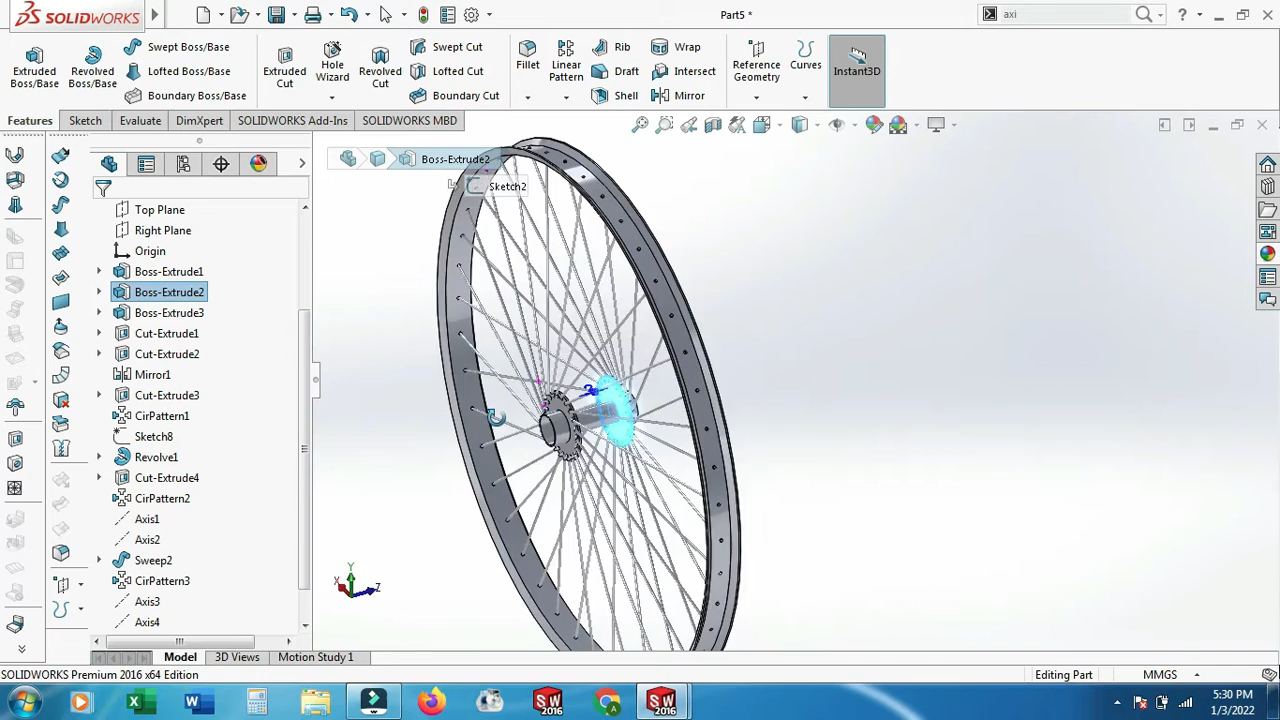 SOLIDWORKS
Part5 *
axi
Extruded Boss/Base
Revolved Boss/Base
Swept Boss/Base
Lofted Boss/Base
Boundary Boss/Base
Extruded Cut
Hole Wizard
Revolved Cut
Swept Cut
Lofted Cut
Boundary Cut
Fillet
Linear Pattern
Rib
Draft
Shell
Wrap
Intersect
Mirror
Reference Geometry
Curves
Instant3D
Features
Sketch
Evaluate
DimXpert
SOLIDWORKS Add-Ins
SOLIDWORKS MBD
Boss-Extrude2
Sketch2
Top Plane
Right Plane
Origin
Boss-Extrude1
Boss-Extrude2
Boss-Extrude3
Cut-Extrude1
Cut-Extrude2
Mirror1
Cut-Extrude3
CirPattern1
Sketch8
Revolve1
Cut-Extrude4
CirPattern2
Axis1
Axis2
Sweep2
CirPattern3
Axis3
Axis4
Y
X
Z
Model
3D Views
Motion Study 1
SOLIDWORKS Premium 2016 x64 Edition
Editing Part
MMGS
5:30 PM
1/3/2022